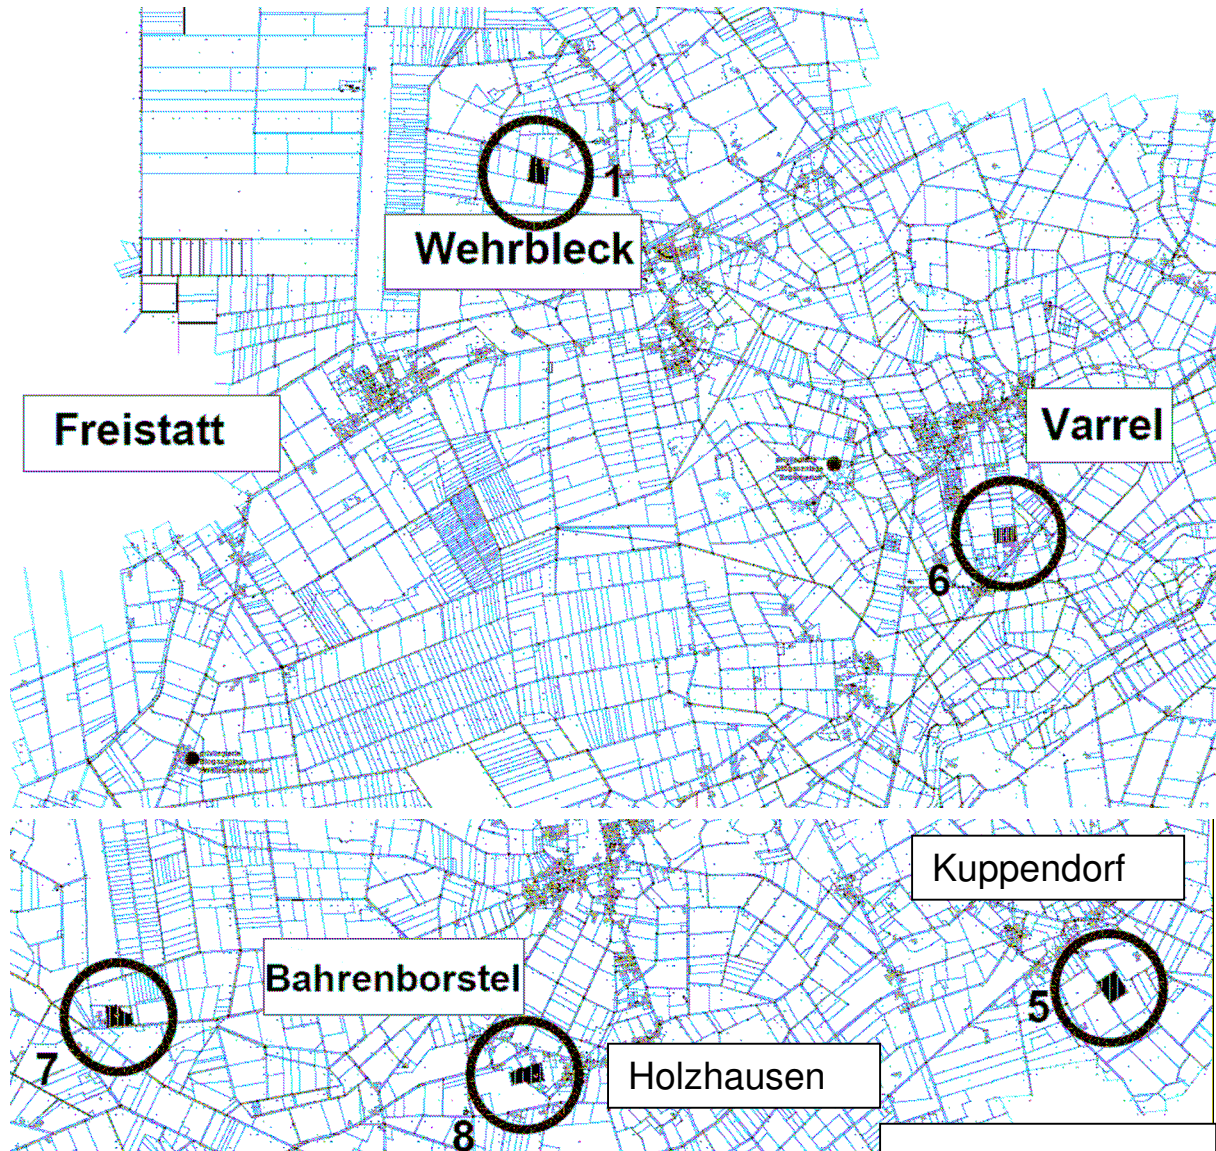 1
Wehrbleck
Freistatt
Varrel
6
Kuppendorf
Bahrenborstel
5
7
Holzhausen
8